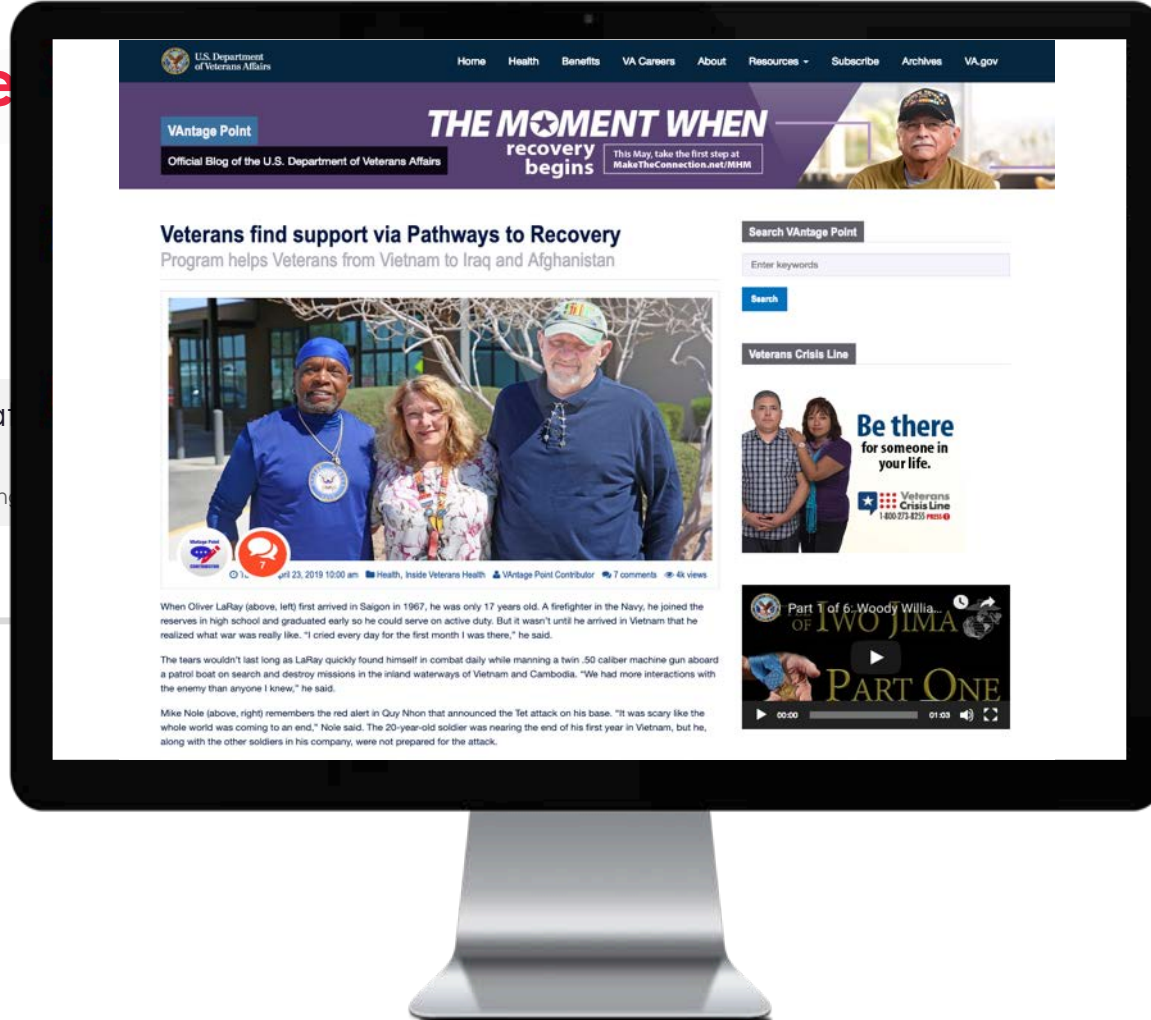 U.S. Department
of Veterans Affairs
Home Health Benefits VA Careers About Resources Subscribe Archives VA.gov
VAntage Point
Official Blog of the U.S. Department of Veterans Affairs
THE MOMENT WHEN
recovery
begins
This May, take the first step at
MakeTheConnection.net/MHM
Veterans find support via Pathways to Recovery
Program helps Veterans from Vietnam to Iraq and Afghanistan
VAntage Point
CONTRIBUTOR
7
April 23, 2019 10:00 am Health, Inside Veterans Health VAntage Point Contributor 7 comments 4k views
When Oliver LaRay (above, left) first arrived in Saigon in 1967, he was only 17 years old. A firefighter in the Navy, he joined the
reserves in high school and graduated early so he could serve on active duty. But it wasn't until he arrived in Vietnam that he
realized what war was really like. "I cried every day for the first month I was there," he said.
The tears wouldn't last long as LaRay quickly found himself in combat daily while manning a twin .50 caliber machine gun aboard
a patrol boat on search and destroy missions in the inland waterways of Vietnam and Cambodia. "We had more interactions with
the enemy than anyone I knew," he said.
Mike Nole (above, right) remembers the red alert in Quy Nhon that announced the Tet attack on his base. "It was scary like the
whole world was coming to an end," Nole said. The 20-year-old soldier was nearing the end of his first year in Vietnam, but he,
along with the other soldiers in his company, were not prepared for the attack.
Search VAntage Point
Enter keywords
Search
Veterans Crisis Line
Be there
for someone in
your life.
Veterans
Crisis Line
1-800-273-8255 PRESS 1
Part 1 of 6: Woody Willia...
OF IWO JIMA
PART ONE
00:00 01:03